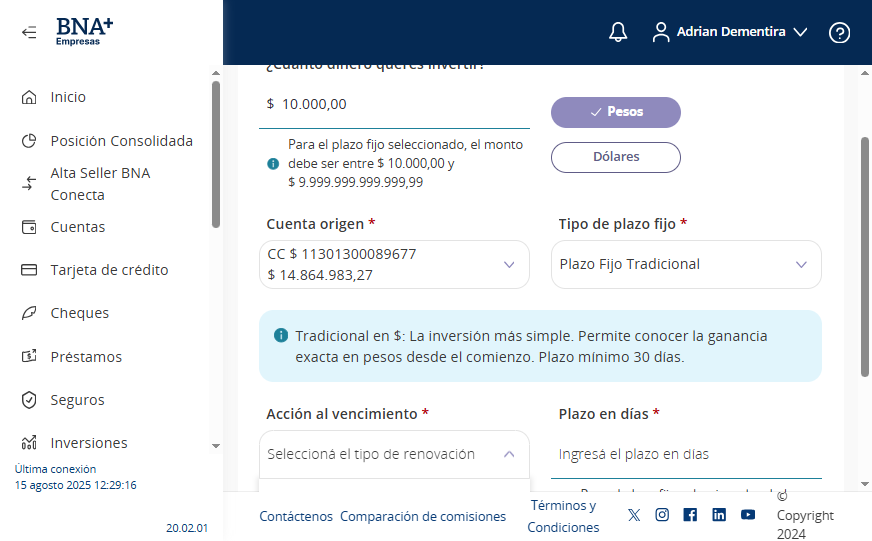 BNA+
Empresas
Adrian Dementira
Inicio
Posición Consolidada
Alta Seller BNA
Conecta
Cuentas
Tarjeta de crédito
Cheques
Préstamos
Seguros
Inversiones
Última conexión
15 agosto 2025 12:29:16
20.02.01
¿Cuánto dinero querés invertir?
$ 10.000,00
Pesos
Dólares
Para el plazo fijo seleccionado, el monto
debe ser entre $ 10.000,00 y
$ 9.999.999.999.999,99
Cuenta origen *
CC $ 11301300089677
$ 14.864.983,27
Tipo de plazo fijo *
Plazo Fijo Tradicional
Tradicional en $: La inversión más simple. Permite conocer la ganancia
exacta en pesos desde el comienzo. Plazo mínimo 30 días.
Acción al vencimiento *
Seleccioná el tipo de renovación
Plazo en días *
Ingresá el plazo en días
Contáctenos
Comparación de comisiones
Términos y
Condiciones
©
Copyright
2024